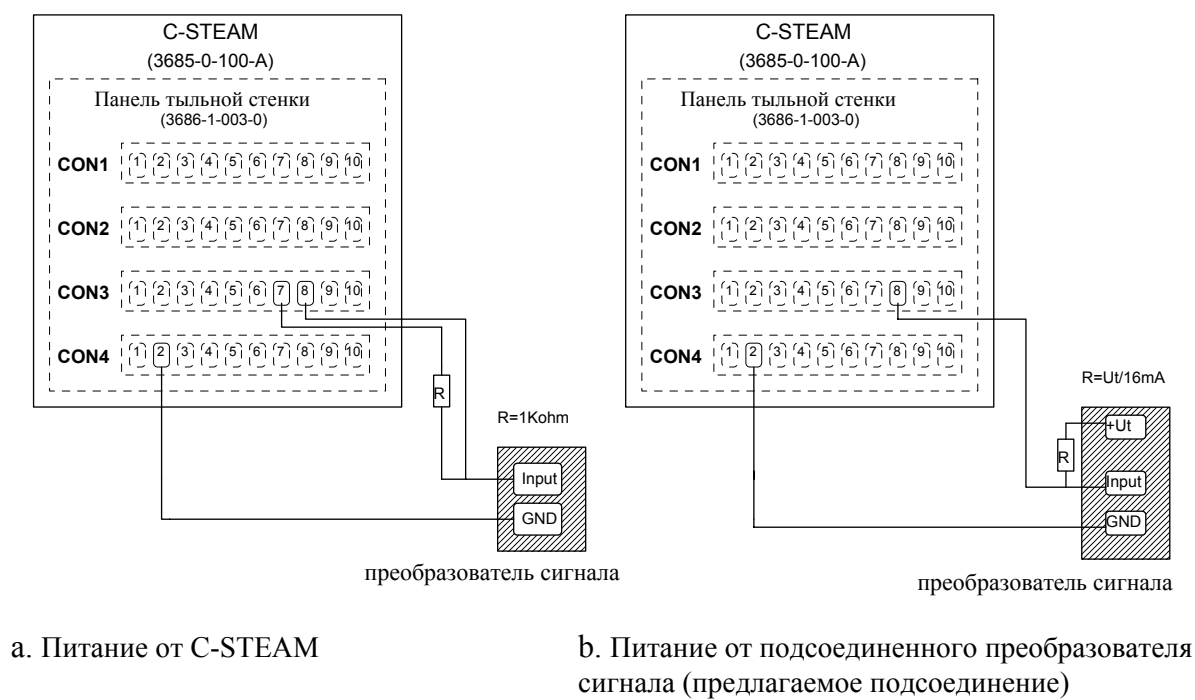 C-STEAM
(3685-0-100-A)
Панель тыльной стенки
(3686-1-003-0)
CON1 1 2 3 4 5 6 7 8 9 10
CON2 1 2 3 4 5 6 7 8 9 10
CON3 1 2 3 4 5 6 7 8 9 10
CON4 1 2 3 4 5 6 7 8 9 10
R
R=1Kohm
Input
GND
преобразователь сигнала
a. Питание от C-STEAM
C-STEAM
(3685-0-100-A)
Панель тыльной стенки
(3686-1-003-0)
CON1 1 2 3 4 5 6 7 8 9 10
CON2 1 2 3 4 5 6 7 8 9 10
CON3 1 2 3 4 5 6 7 8 9 10
CON4 1 2 3 4 5 6 7 8 9 10
R=Ut/16mA
+Ut
R
Input
GND
преобразователь сигнала
b. Питание от подсоединенного преобразователя
сигнала (предлагаемое подсоединение)